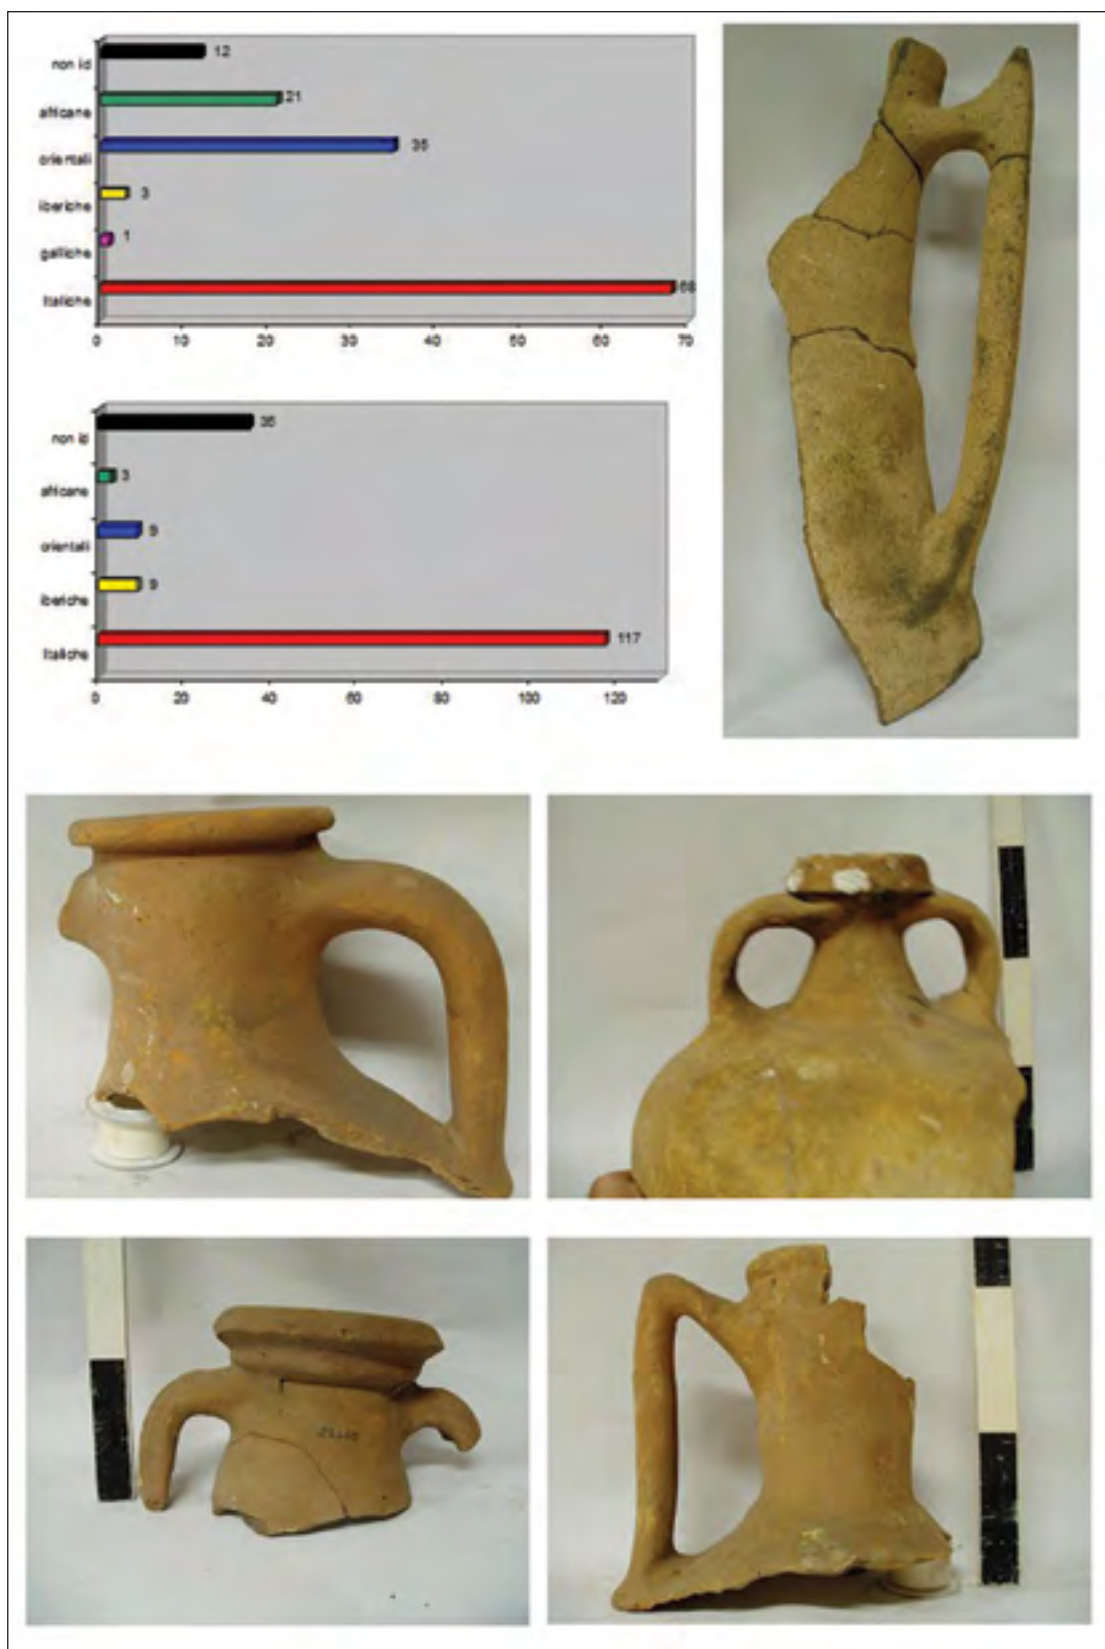 non id 12
africane 21
orientali 35
iberiche 3
galliche 1
Italiche 68
0 10 20 30 40 50 60 70
non id 35
africane 3
orientali 9
iberiche 9
Italiche 117
0 20 40 60 80 100 120